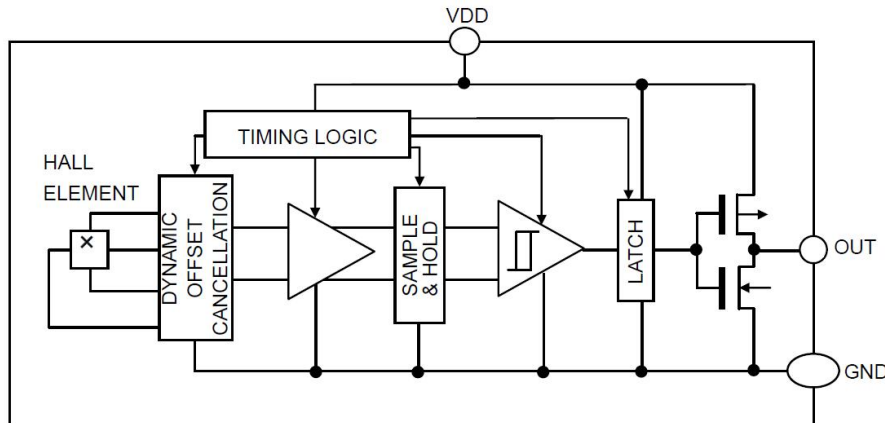 VDD
TIMING LOGIC
HALL
ELEMENT
DYNAMIC
OFFSET
CANCELLATION
SAMPLE
& HOLD
LATCH
OUT
GND